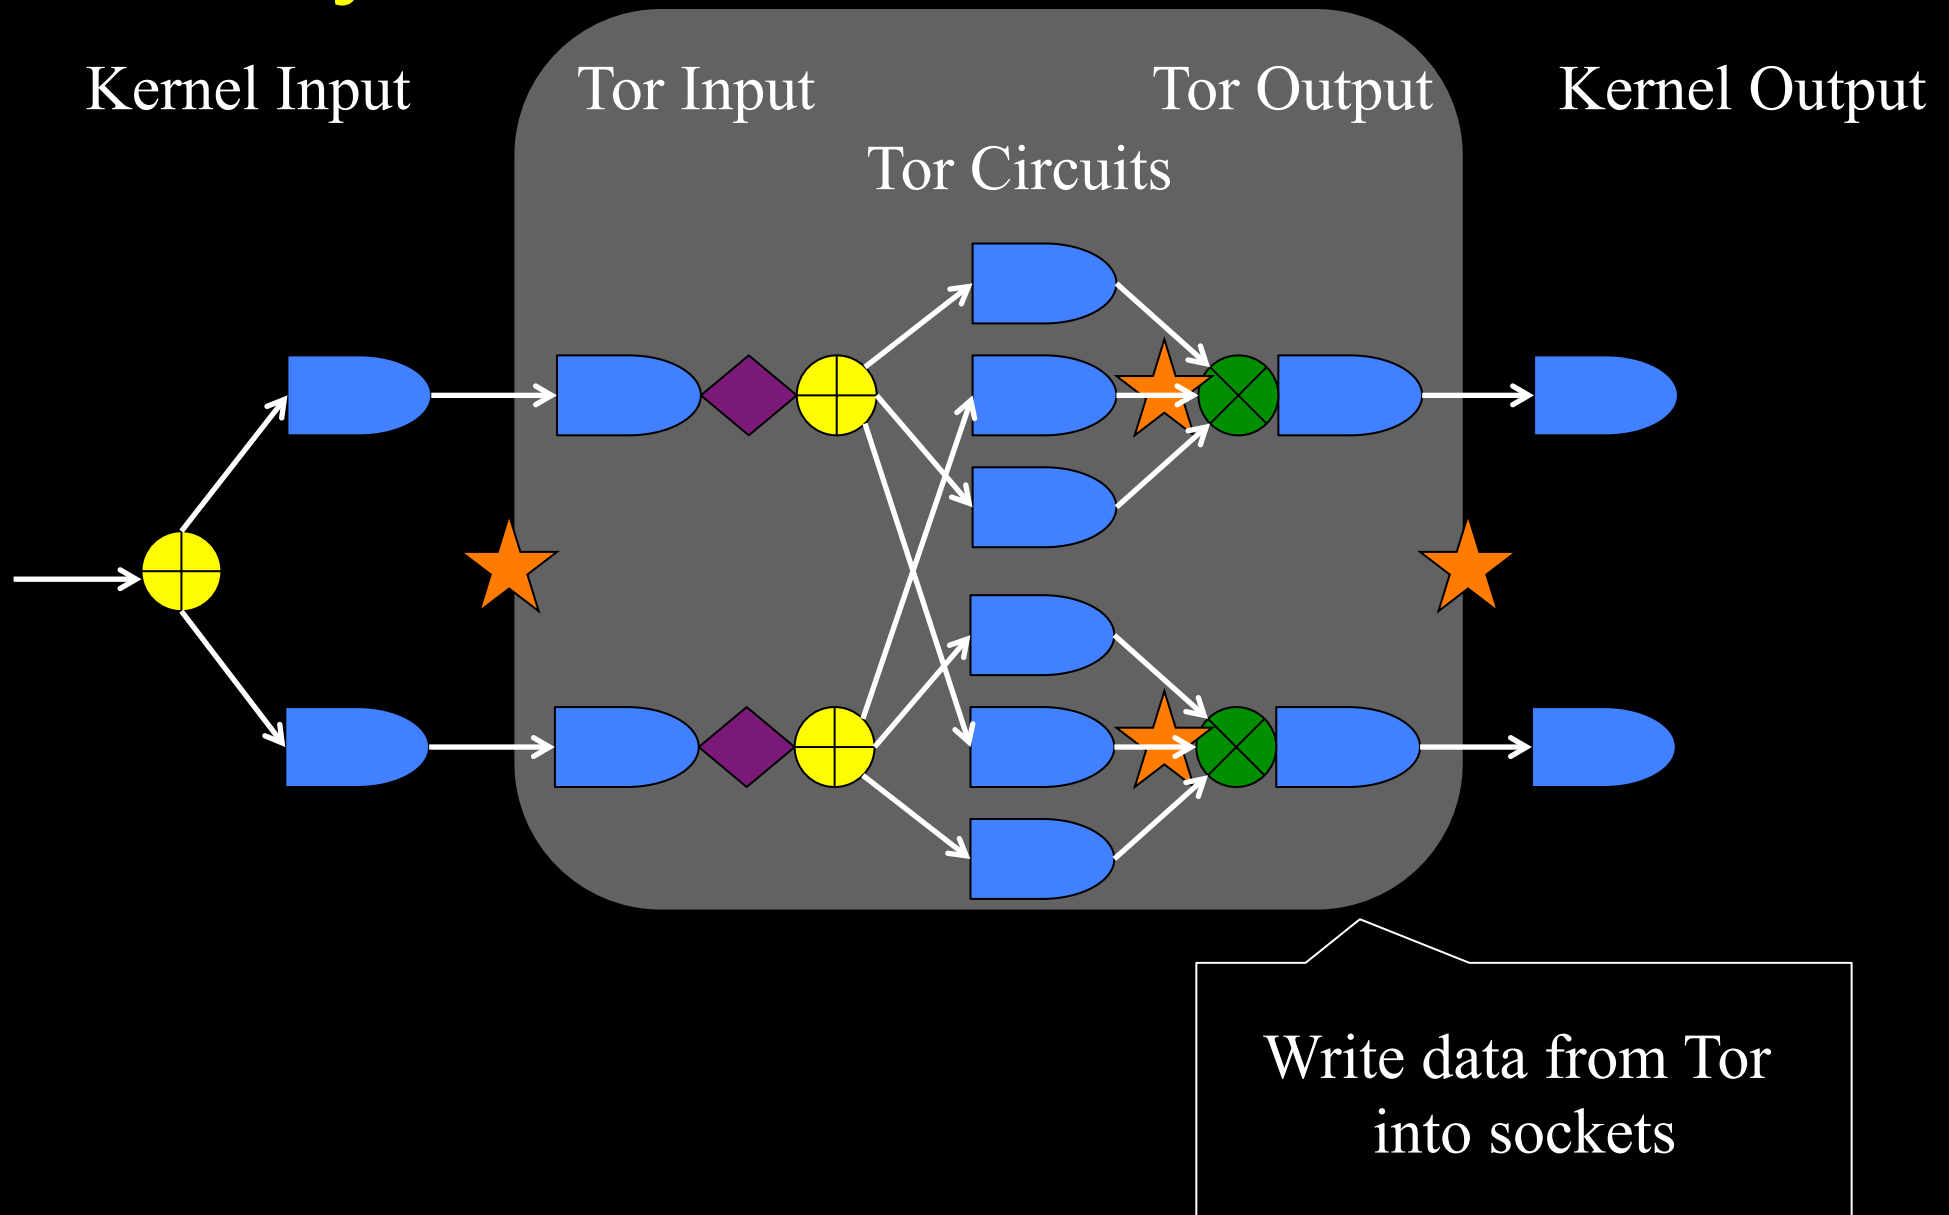 Kernel Input
Tor Input
Tor Output
Kernel Output
Tor Circuits
Write data from Tor
into sockets